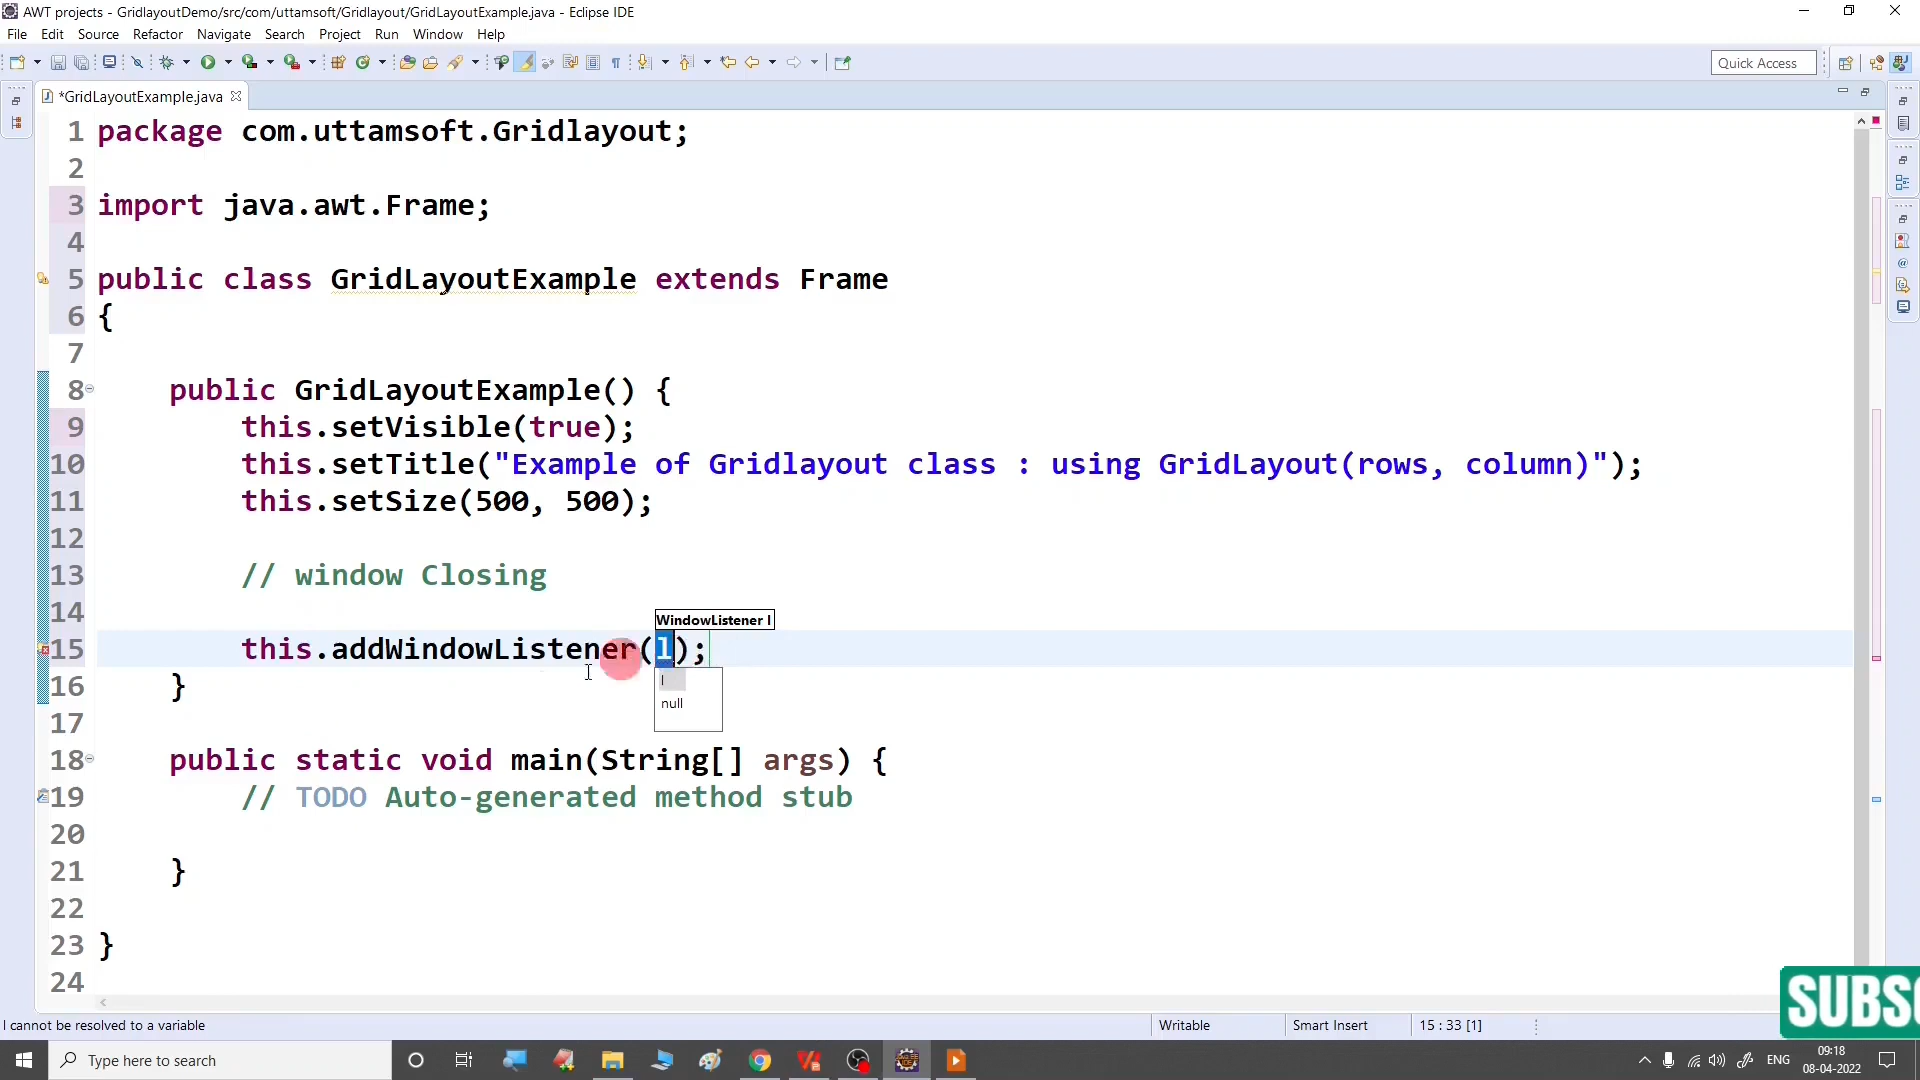 AWT projects - GridlayoutDemo/src/com/uttamsoft/Gridlayout/GridLayoutExample.java - Eclipse IDE
File Edit Source Refactor Navigate Search Project Run Window Help
Quick Access
*GridLayoutExample.java
1 package com.uttamsoft.Gridlayout;
2
3 import java.awt.Frame;
4
5 public class GridLayoutExample extends Frame
6 {
7
8 public GridLayoutExample() {
9 this.setVisible(true);
10 this.setTitle("Example of Gridlayout class : using GridLayout(rows, column)");
11 this.setSize(500, 500);
12
13 // window Closing
14
WindowListener l
15 this.addWindowListener(l);
l
16 }
null
17
18 public static void main(String[] args) {
19 // TODO Auto-generated method stub
20
21 }
22
23 }
24
SUBSC
l cannot be resolved to a variable Writable Smart Insert 15 : 33 [1]
Type here to search ENG 09:18
08-04-2022